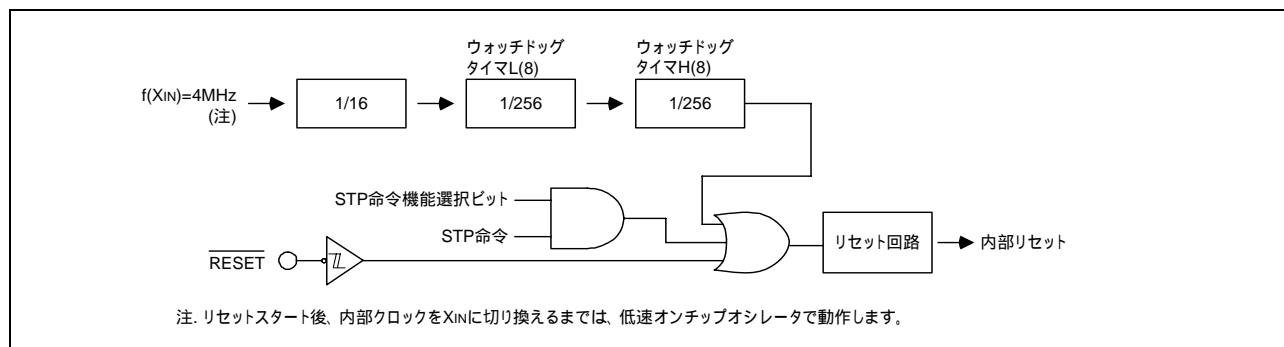 ウォッチドッグ
タイマL(8)
ウォッチドッグ
タイマH(8)
f(XIN)=4MHz
(注)
1/16
1/256
1/256
STP命令機能選択ビット
STP命令
RESET
リセット回路
内部リセット
注. リセットスタート後、内部クロックをXINに切り換えるまでは、低速オンチップオシレータで動作します。